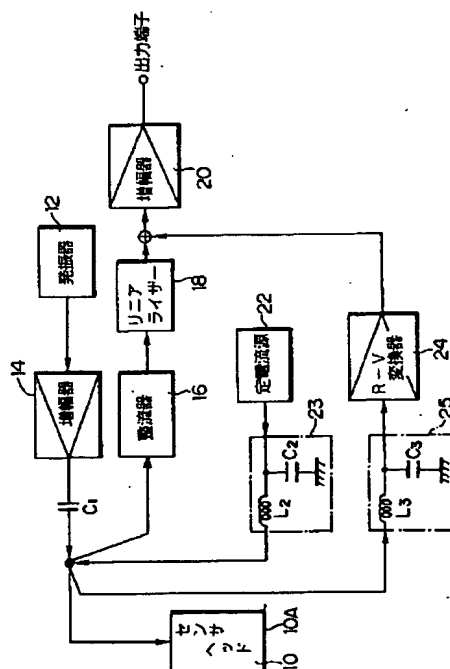 センサ
ヘッド
10
10A
C1
14
増幅器
12
発振器
整流器
16
リニア
ライザー
18
増幅器
20
出力端子
定電流源
22
23
L2
C2
R-V
変換器
24
25
L3
C3